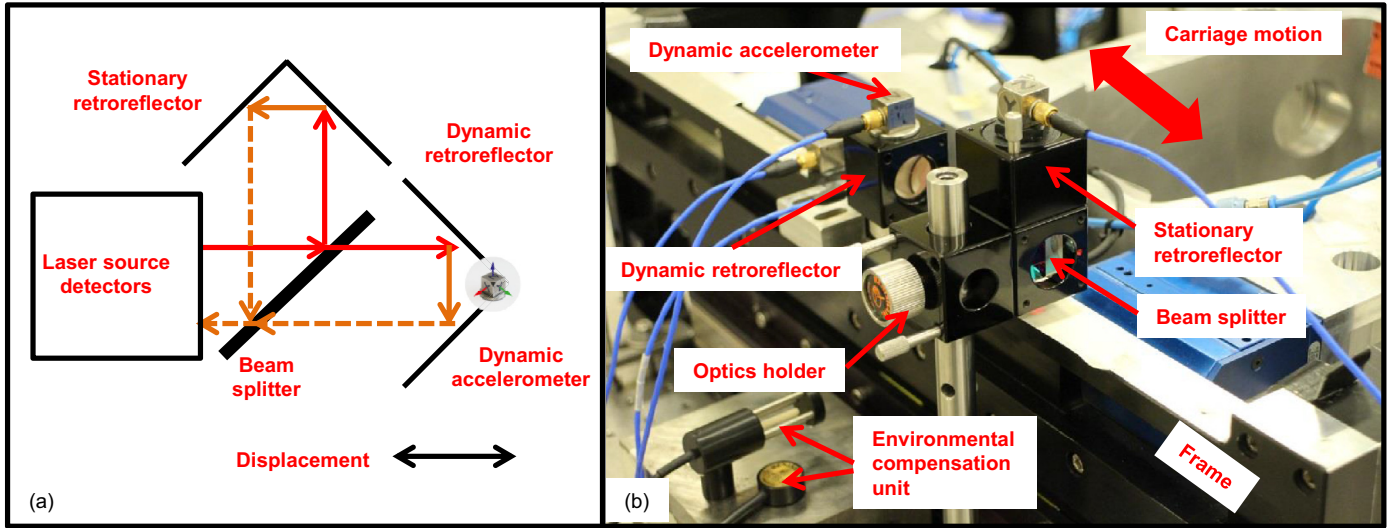 Stationary
retroreflector
Dynamic
retroreflector
Laser source
detectors
Beam
splitter
Dynamic
accelerometer
Displacement
(a)
Dynamic
accelerometer
Carriage motion
Dynamic retroreflector
Stationary
retroreflector
Beam splitter
Optics holder
Environmental
compensation
unit
Frame
(b)